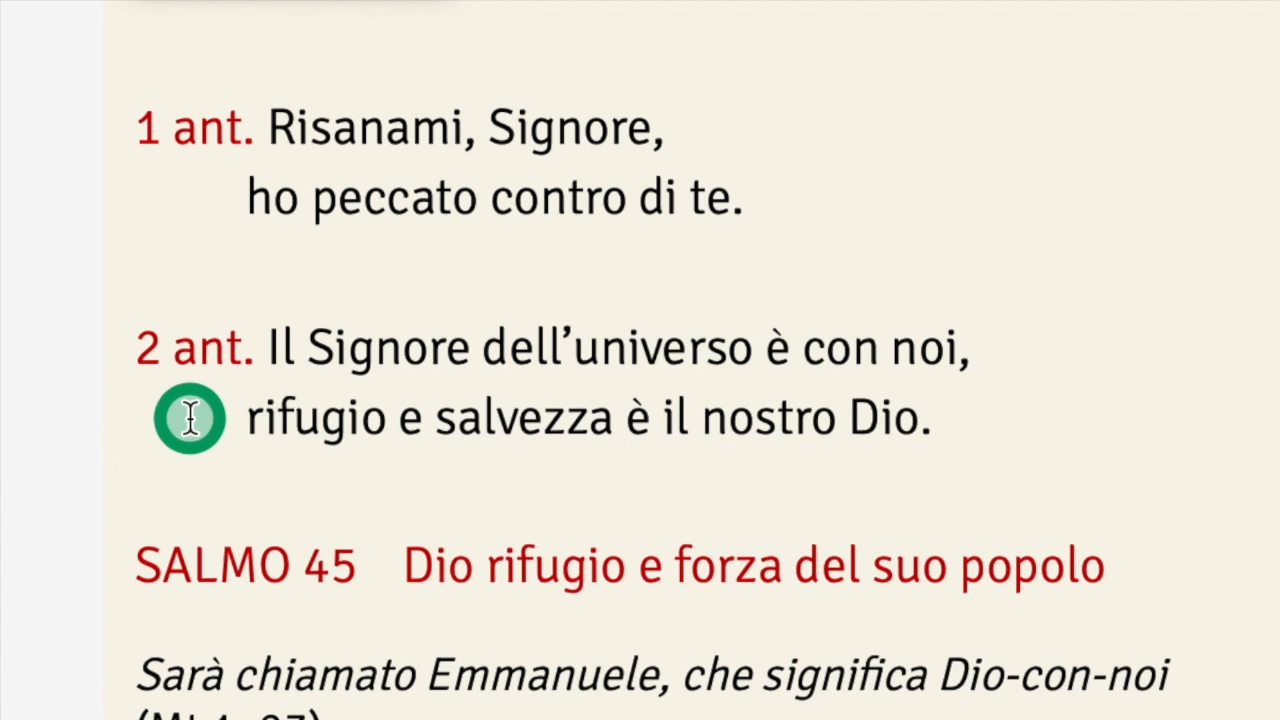 1 ant. Risanami, Signore,
ho peccato contro di te.
2 ant. Il Signore dell’universo è con noi,
rifugio e salvezza è il nostro Dio.
SALMO 45 Dio rifugio e forza del suo popolo
Sarà chiamato Emmanuele, che significa Dio-con-noi